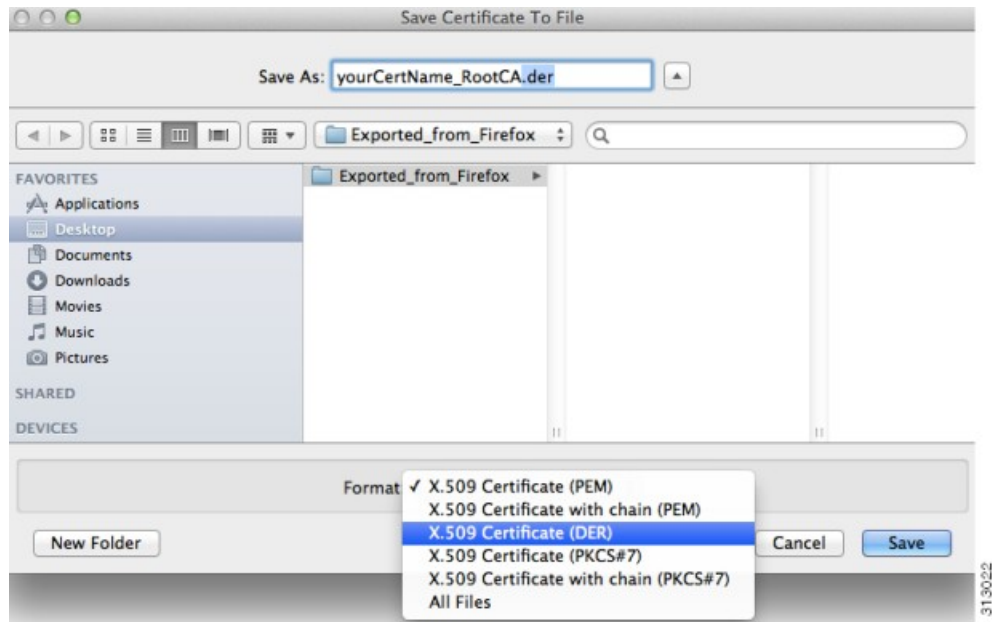 Save Certificate To File
Save As: yourCertName_RootCA.der
Exported_from_Firefox
FAVORITES
Applications
Desktop
Documents
Downloads
Movies
Music
Pictures
SHARED
DEVICES
Exported_from_Firefox
Format
X.509 Certificate (PEM)
X.509 Certificate with chain (PEM)
X.509 Certificate (DER)
X.509 Certificate (PKCS#7)
X.509 Certificate with chain (PKCS#7)
All Files
New Folder
Cancel
Save
313022